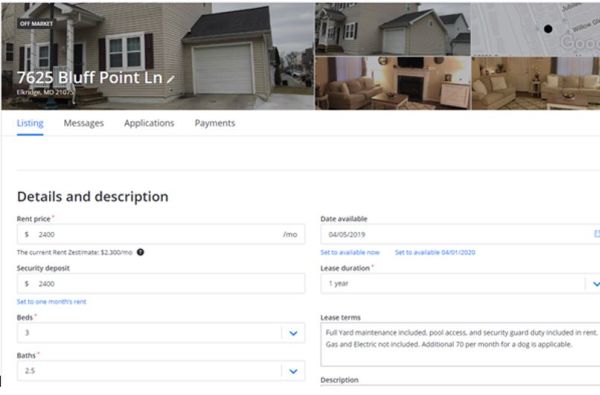 OFF MARKET
7625 Bluff Point Ln
Elkridge, MD 21075
Listing Messages Applications Payments
Details and description
Rent price *
$ 2400 /mo
The current Rent Zestimate: $2,300/mo ?
Security deposit
$ 2400
Set to one month's rent
Beds *
3
Baths *
2.5
Date available
04/05/2019
Set to available now Set to available 04/01/2020
Lease duration *
1 year
Lease terms
Full Yard maintenance included, pool access, and security guard duty included in rent.
Gas and Electric not included. Additional 70 per month for a dog is applicable.
Description